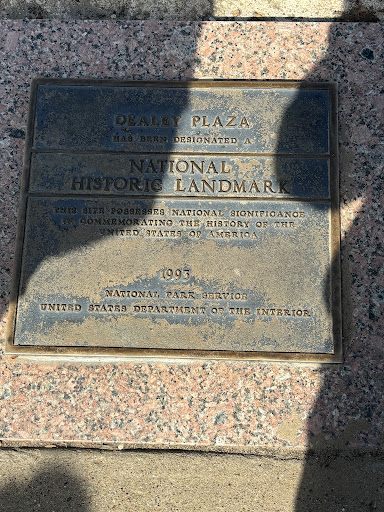 DEALEY PLAZA
HAS BEEN DESIGNATED A
NATIONAL
HISTORIC LANDMARK
THIS SITE POSSESSES NATIONAL SIGNIFICANCE
IN COMMEMORATING THE HISTORY OF THE
UNITED STATES OF AMERICA
1993
NATIONAL PARK SERVICE
UNITED STATES DEPARTMENT OF THE INTERIOR